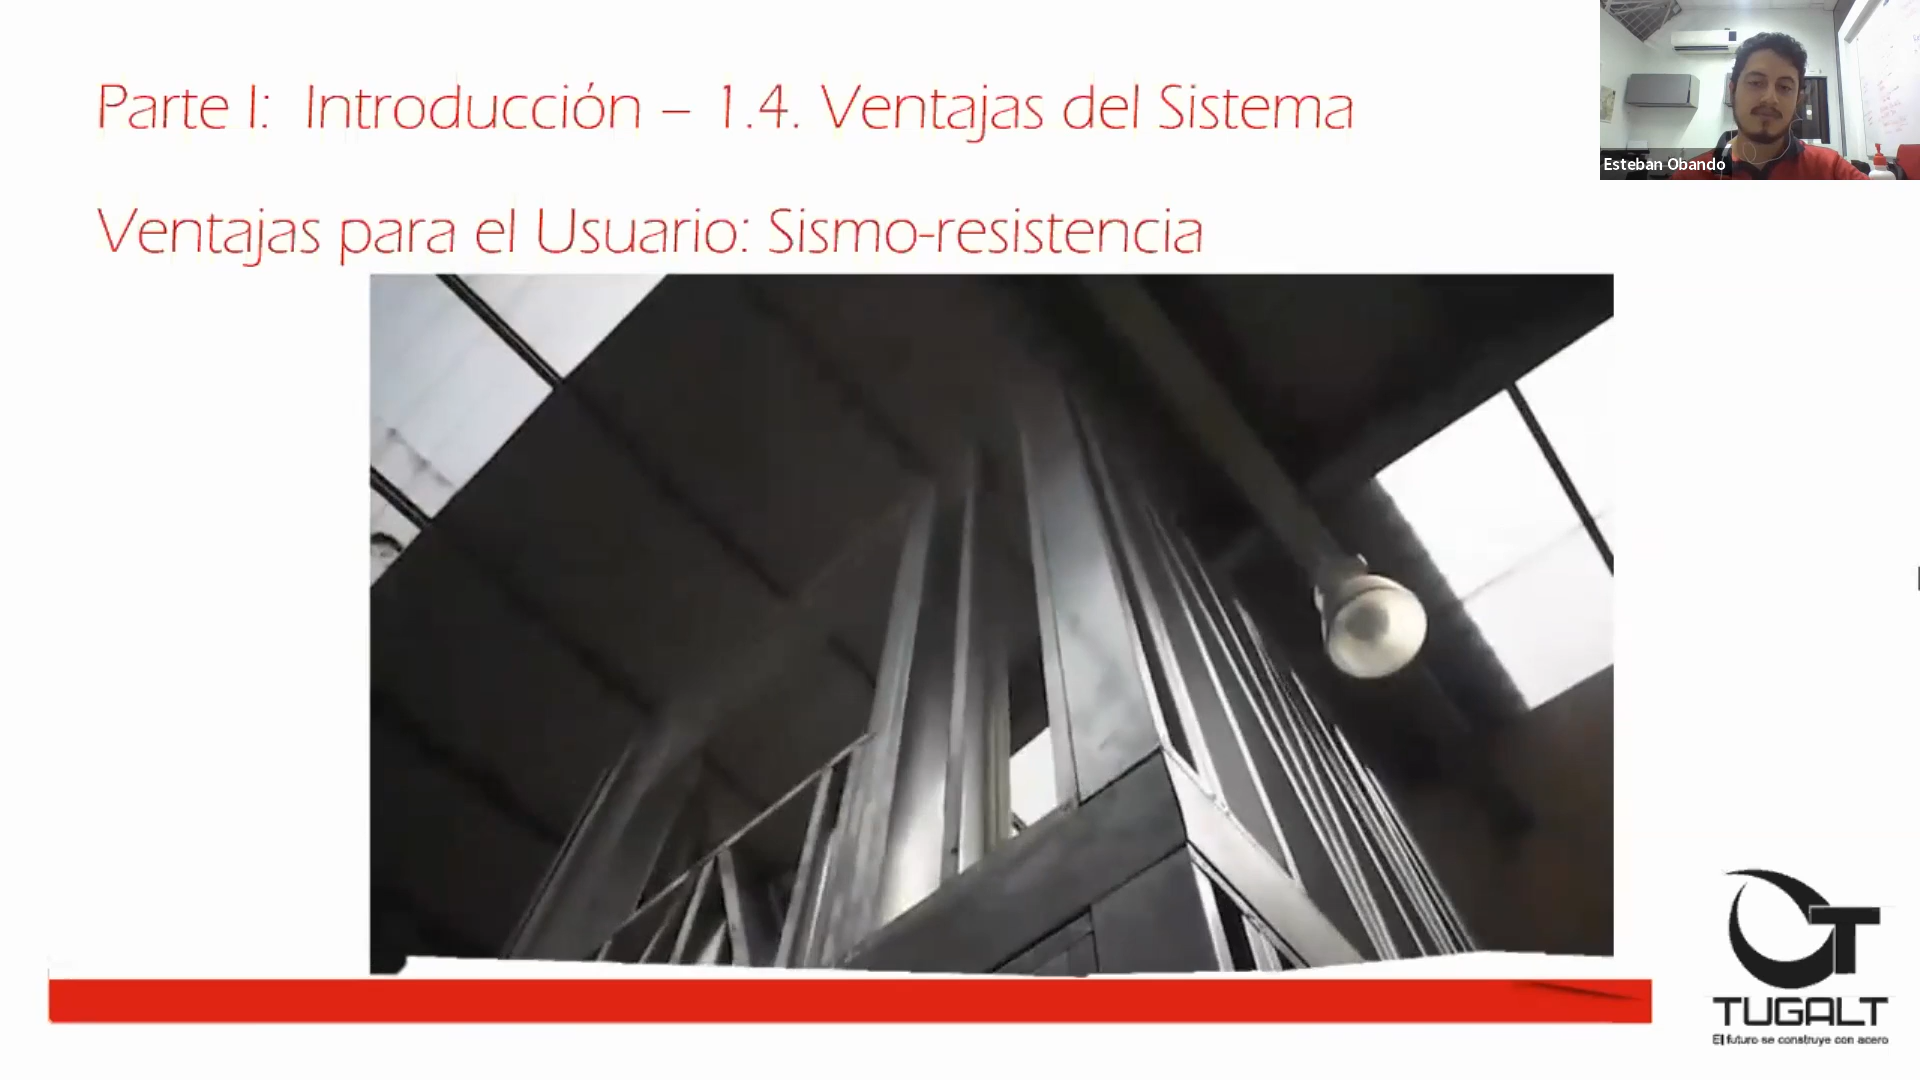 Parte I:  Introducción – 1.4. Ventajas del Sistema
Esteban Obando
Ventajas para el Usuario: Sismo-resistencia
TUGALT
El futuro se construye con acero